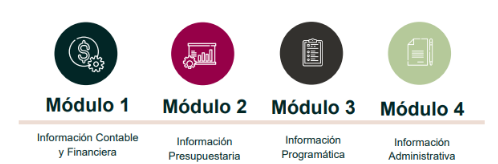 Módulo 1
Módulo 2
Módulo 3
Módulo 4
Información Contable
y Financiera
Información
Presupuestaria
Información
Programática
Información
Administrativa